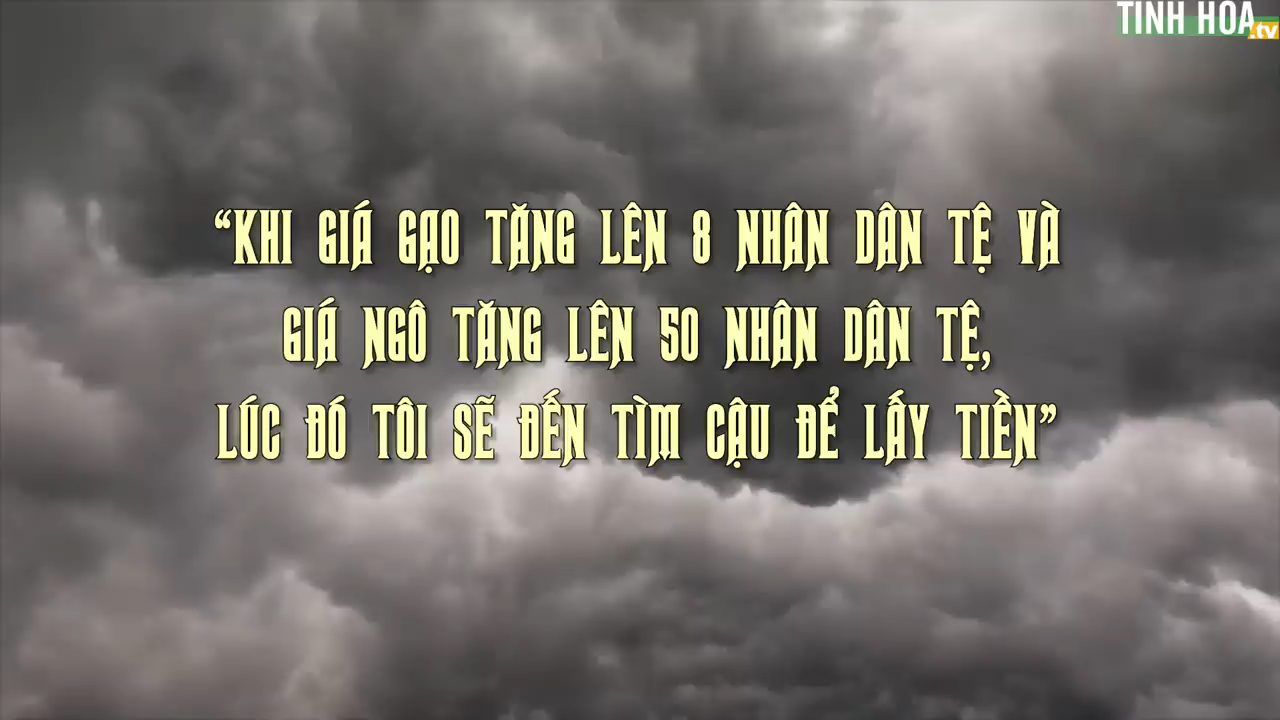 TINH HOA.tv
“KHI GIÁ GẠO TĂNG LÊN 8 NHÂN DÂN TỆ VÀ
GIÁ NGÔ TĂNG LÊN 50 NHÂN DÂN TỆ,
LÚC ĐÓ TÔI SẼ ĐẾN TÌM CẬU ĐỂ LẤY TIỀN”